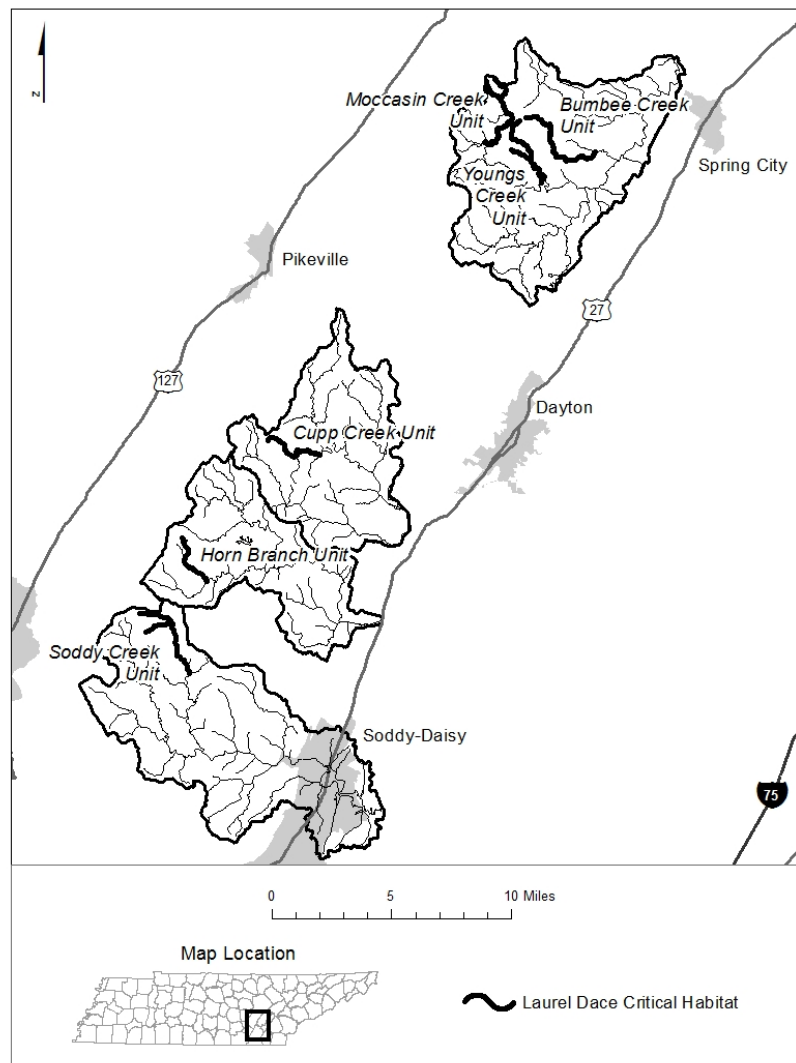 z
Moccasin Creek
Unit
Bumbee Creek
Unit
Spring City
Youngs
Creek
Unit
Pikeville
27
127
Dayton
Cupp Creek Unit
Horn Branch Unit
Soddy Creek
Unit
Soddy-Daisy
75
0 5 10 Miles
Map Location
Laurel Dace Critical Habitat